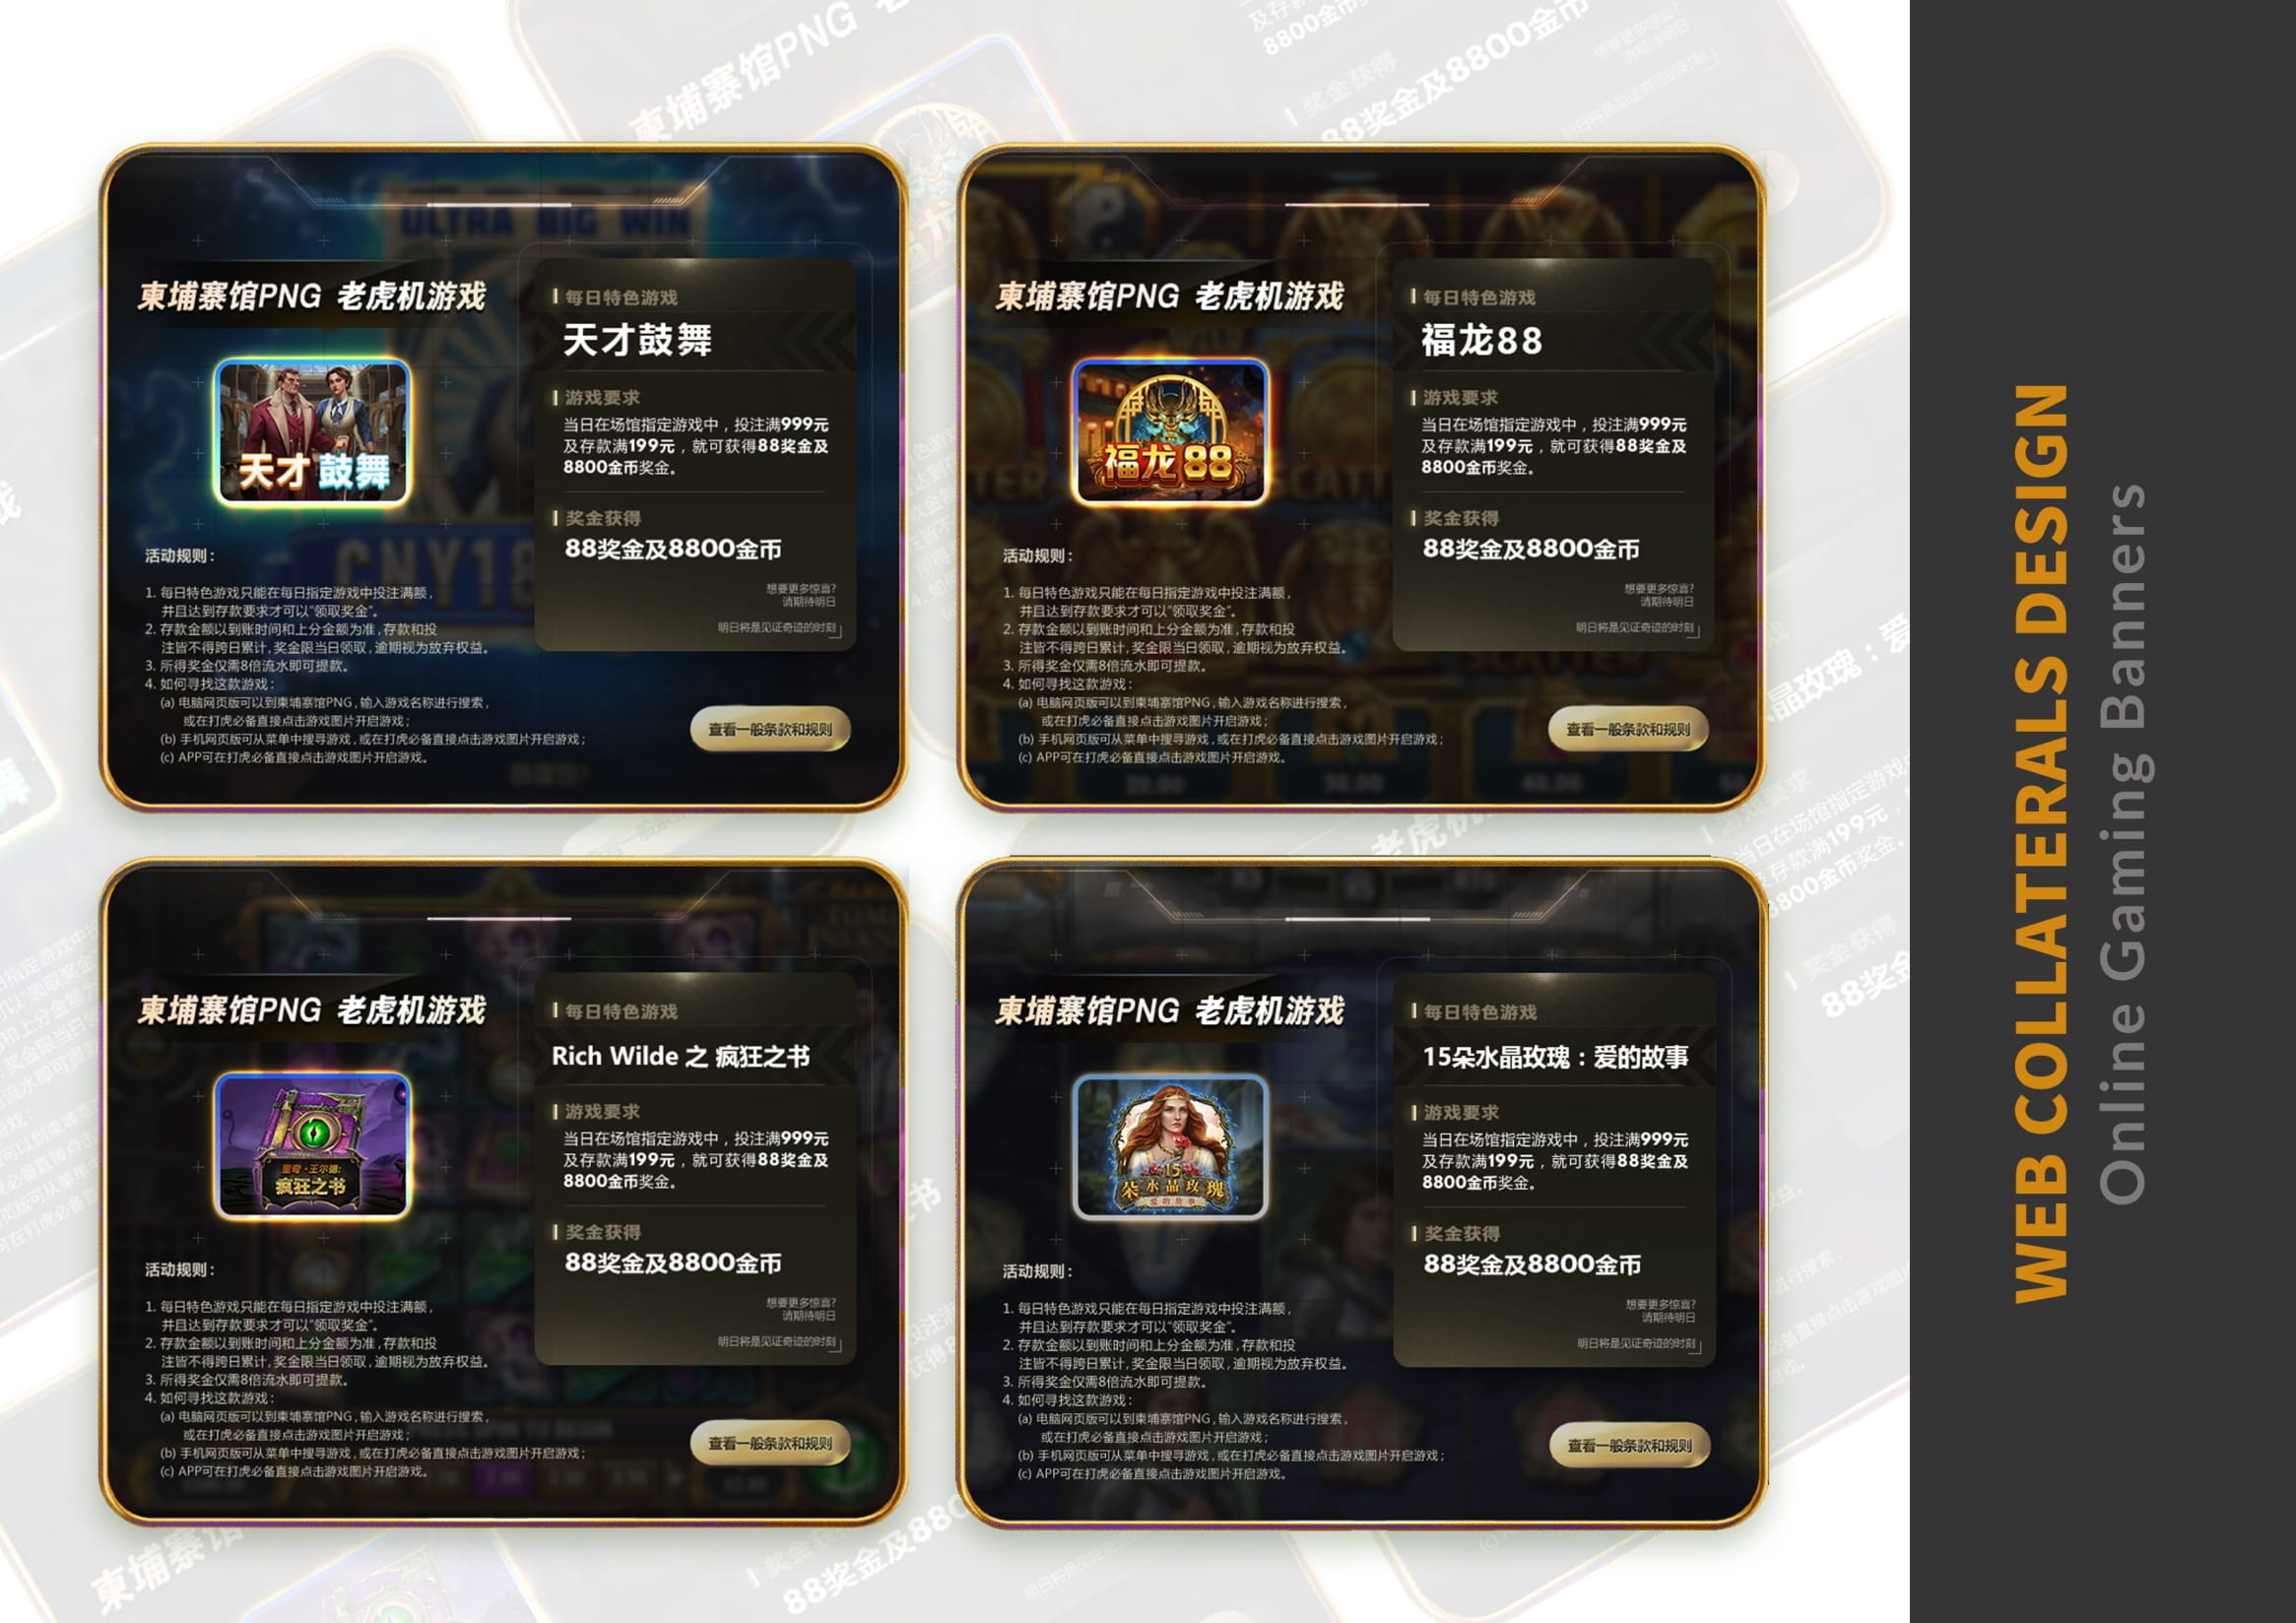 柬埔寨馆PNG 老虎机游戏
天才鼓舞
活动规则：
1. 每日特色游戏只能在每日指定游戏中投注满额，
并且达到存款要求才可以“领取奖金”。
2. 存款金额以到账时间和上分金额为准，存款和投
注皆不得跨日累计，奖金限当日领取，逾期视为放弃权益。
3. 所得奖金仅需8倍流水即可提款。
4. 如何寻找这款游戏：
(a) 电脑网页版可以到柬埔寨馆PNG，输入游戏名称进行搜索，
或在打虎必备直接点击游戏图片开启游戏；
(b) 手机网页版可从菜单中搜寻游戏，或在打虎必备直接点击游戏图片开启游戏；
(c) APP可在打虎必备直接点击游戏图片开启游戏。
ULTRA BIG WIN
每日特色游戏
天才鼓舞
游戏要求
当日在场馆指定游戏中，投注满999元
及存款满199元，就可获得88奖金及
8800金币奖金。
奖金获得
88奖金及8800金币
想要更多惊喜?
请期待明日
明日将是见证奇迹的时刻
查看一般条款和规则
柬埔寨馆PNG 老虎机游戏
福龙88
活动规则：
1. 每日特色游戏只能在每日指定游戏中投注满额，
并且达到存款要求才可以“领取奖金”。
2. 存款金额以到账时间和上分金额为准，存款和投
注皆不得跨日累计，奖金限当日领取，逾期视为放弃权益。
3. 所得奖金仅需8倍流水即可提款。
4. 如何寻找这款游戏：
(a) 电脑网页版可以到柬埔寨馆PNG，输入游戏名称进行搜索，
或在打虎必备直接点击游戏图片开启游戏；
(b) 手机网页版可从菜单中搜寻游戏，或在打虎必备直接点击游戏图片开启游戏；
(c) APP可在打虎必备直接点击游戏图片开启游戏。
每日特色游戏
福龙88
游戏要求
当日在场馆指定游戏中，投注满999元
及存款满199元，就可获得88奖金及
8800金币奖金。
奖金获得
88奖金及8800金币
想要更多惊喜?
请期待明日
明日将是见证奇迹的时刻
查看一般条款和规则
柬埔寨馆PNG 老虎机游戏
里奇·王尔德:
疯狂之书
活动规则：
1. 每日特色游戏只能在每日指定游戏中投注满额，
并且达到存款要求才可以“领取奖金”。
2. 存款金额以到账时间和上分金额为准，存款和投
注皆不得跨日累计，奖金限当日领取，逾期视为放弃权益。
3. 所得奖金仅需8倍流水即可提款。
4. 如何寻找这款游戏：
(a) 电脑网页版可以到柬埔寨馆PNG，输入游戏名称进行搜索，
或在打虎必备直接点击游戏图片开启游戏；
(b) 手机网页版可从菜单中搜寻游戏，或在打虎必备直接点击游戏图片开启游戏；
(c) APP可在打虎必备直接点击游戏图片开启游戏。
每日特色游戏
Rich Wilde 之 疯狂之书
游戏要求
当日在场馆指定游戏中，投注满999元
及存款满199元，就可获得88奖金及
8800金币奖金。
奖金获得
88奖金及8800金币
想要更多惊喜?
请期待明日
明日将是见证奇迹的时刻
查看一般条款和规则
柬埔寨馆PNG 老虎机游戏
15
朵水晶玫瑰
爱的故事
活动规则：
1. 每日特色游戏只能在每日指定游戏中投注满额，
并且达到存款要求才可以“领取奖金”。
2. 存款金额以到账时间和上分金额为准，存款和投
注皆不得跨日累计，奖金限当日领取，逾期视为放弃权益。
3. 所得奖金仅需8倍流水即可提款。
4. 如何寻找这款游戏：
(a) 电脑网页版可以到柬埔寨馆PNG，输入游戏名称进行搜索，
或在打虎必备直接点击游戏图片开启游戏；
(b) 手机网页版可从菜单中搜寻游戏，或在打虎必备直接点击游戏图片开启游戏；
(c) APP可在打虎必备直接点击游戏图片开启游戏。
每日特色游戏
15朵水晶玫瑰：爱的故事
游戏要求
当日在场馆指定游戏中，投注满999元
及存款满199元，就可获得88奖金及
8800金币奖金。
奖金获得
88奖金及8800金币
想要更多惊喜?
请期待明日
明日将是见证奇迹的时刻
查看一般条款和规则
WEB COLLATERALS DESIGN
Online Gaming Banners